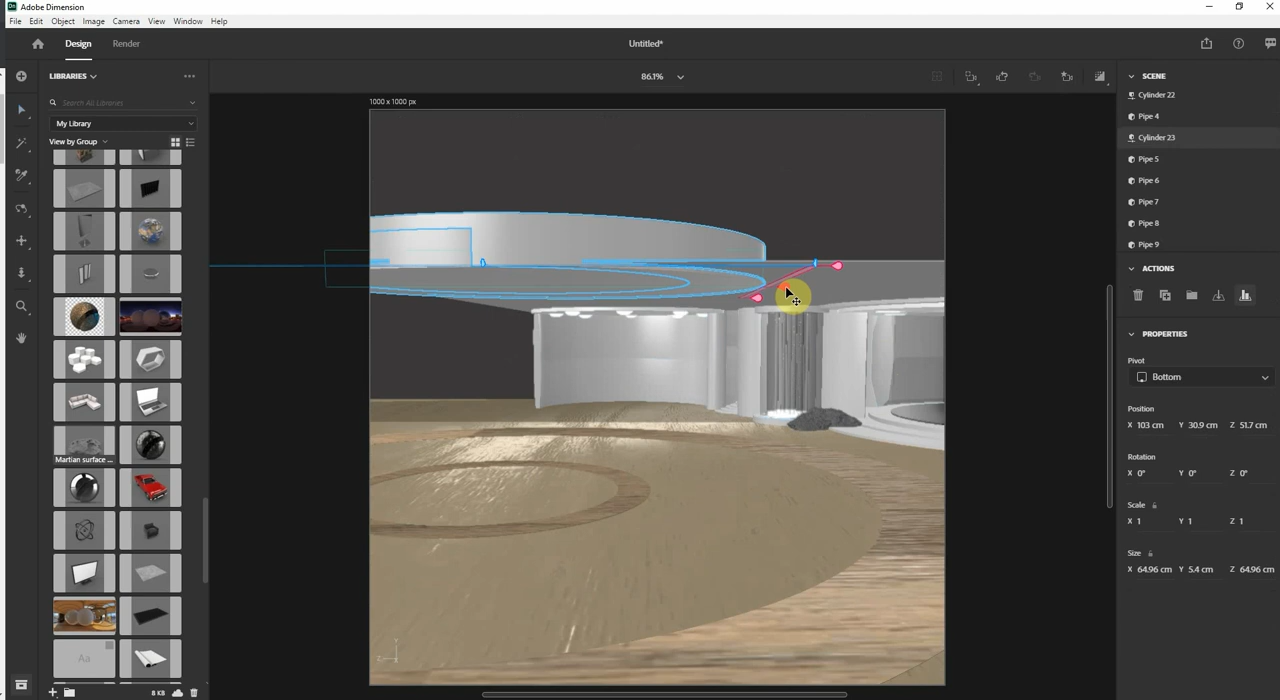 Dn Adobe Dimension
File Edit Object Image Camera View Window Help
Design Render Untitled*
LIBRARIES
86.1%
SCENE
1000 x 1000 px
Cylinder 22
Search All Libraries
Pipe 4
My Library
Cylinder 23
View by Group
Pipe 5
Pipe 6
Pipe 7
Pipe 8
Pipe 9
ACTIONS
PROPERTIES
Pivot
Bottom
Position
X 103 cm Y 30.9 cm Z 51.7 cm
Rotation
Martian surface ...
X 0° Y 0° Z 0°
Scale
X 1 Y 1 Z 1
Size
X 64.96 cm Y 5.4 cm Z 64.96 cm
Aa
Z
8 KB